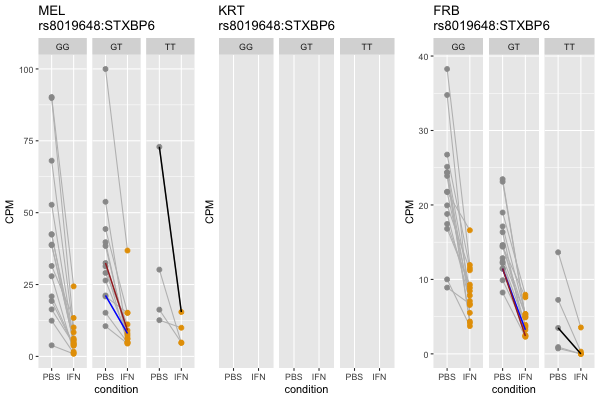 MEL
rs8019648:STXBP6
GG GT TT
100
75
50
25
0
CPM
PBS IFN PBS IFN PBS IFN
condition
KRT
rs8019648:STXBP6
GG GT TT
CPM
PBS IFN PBS IFN PBS IFN
condition
FRB
rs8019648:STXBP6
GG GT TT
40
30
20
10
0
CPM
PBS IFN PBS IFN PBS IFN
condition